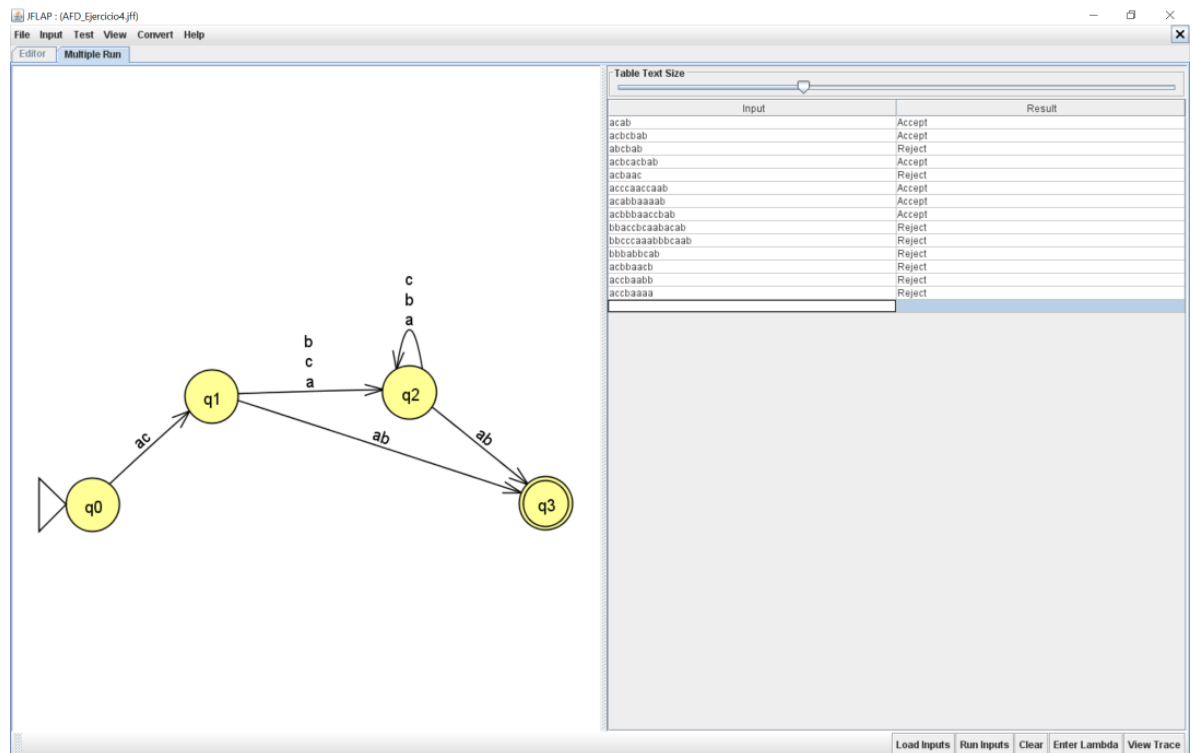 JFLAP : (AFD_Ejercicio4.jff)
File Input Test View Convert Help
Editor Multiple Run
Table Text Size
Input Result
acab Accept
acbcbab Accept
abcbab Reject
acbcacbab Accept
acbaac Reject
acccaaccaab Accept
acabbaaaab Accept
acbbbaaccbab Accept
bbaccbcaabacab Reject
bbcccaaabbbcaab Reject
bbbabbcab Reject
acbbaacb Reject
accbaabb Reject
accbaaaa Reject
c
b
a
b
c
a
q1
q2
ac
ab
ab
q0
q3
Load Inputs Run Inputs Clear Enter Lambda View Trace